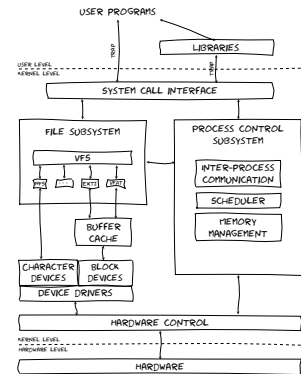 USER PROGRAMS
TRAP
LIBRARIES
USER LEVEL
KERNEL LEVEL
TRAP
SYSTEM CALL INTERFACE
FILE SUBSYSTEM
VFS
...
EXT2
VFAT
BUFFER
CACHE
CHARACTER
DEVICES
BLOCK
DEVICES
DEVICE DRIVERS
PROCESS CONTROL
SUBSYSTEM
INTER-PROCESS
COMMUNICATION
SCHEDULER
MEMORY
MANAGEMENT
HARDWARE CONTROL
KERNEL LEVEL
HARDWARE LEVEL
HARDWARE